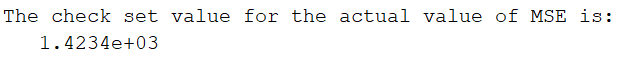 The check set value for the actual value of MSE is:
1.4234e+03